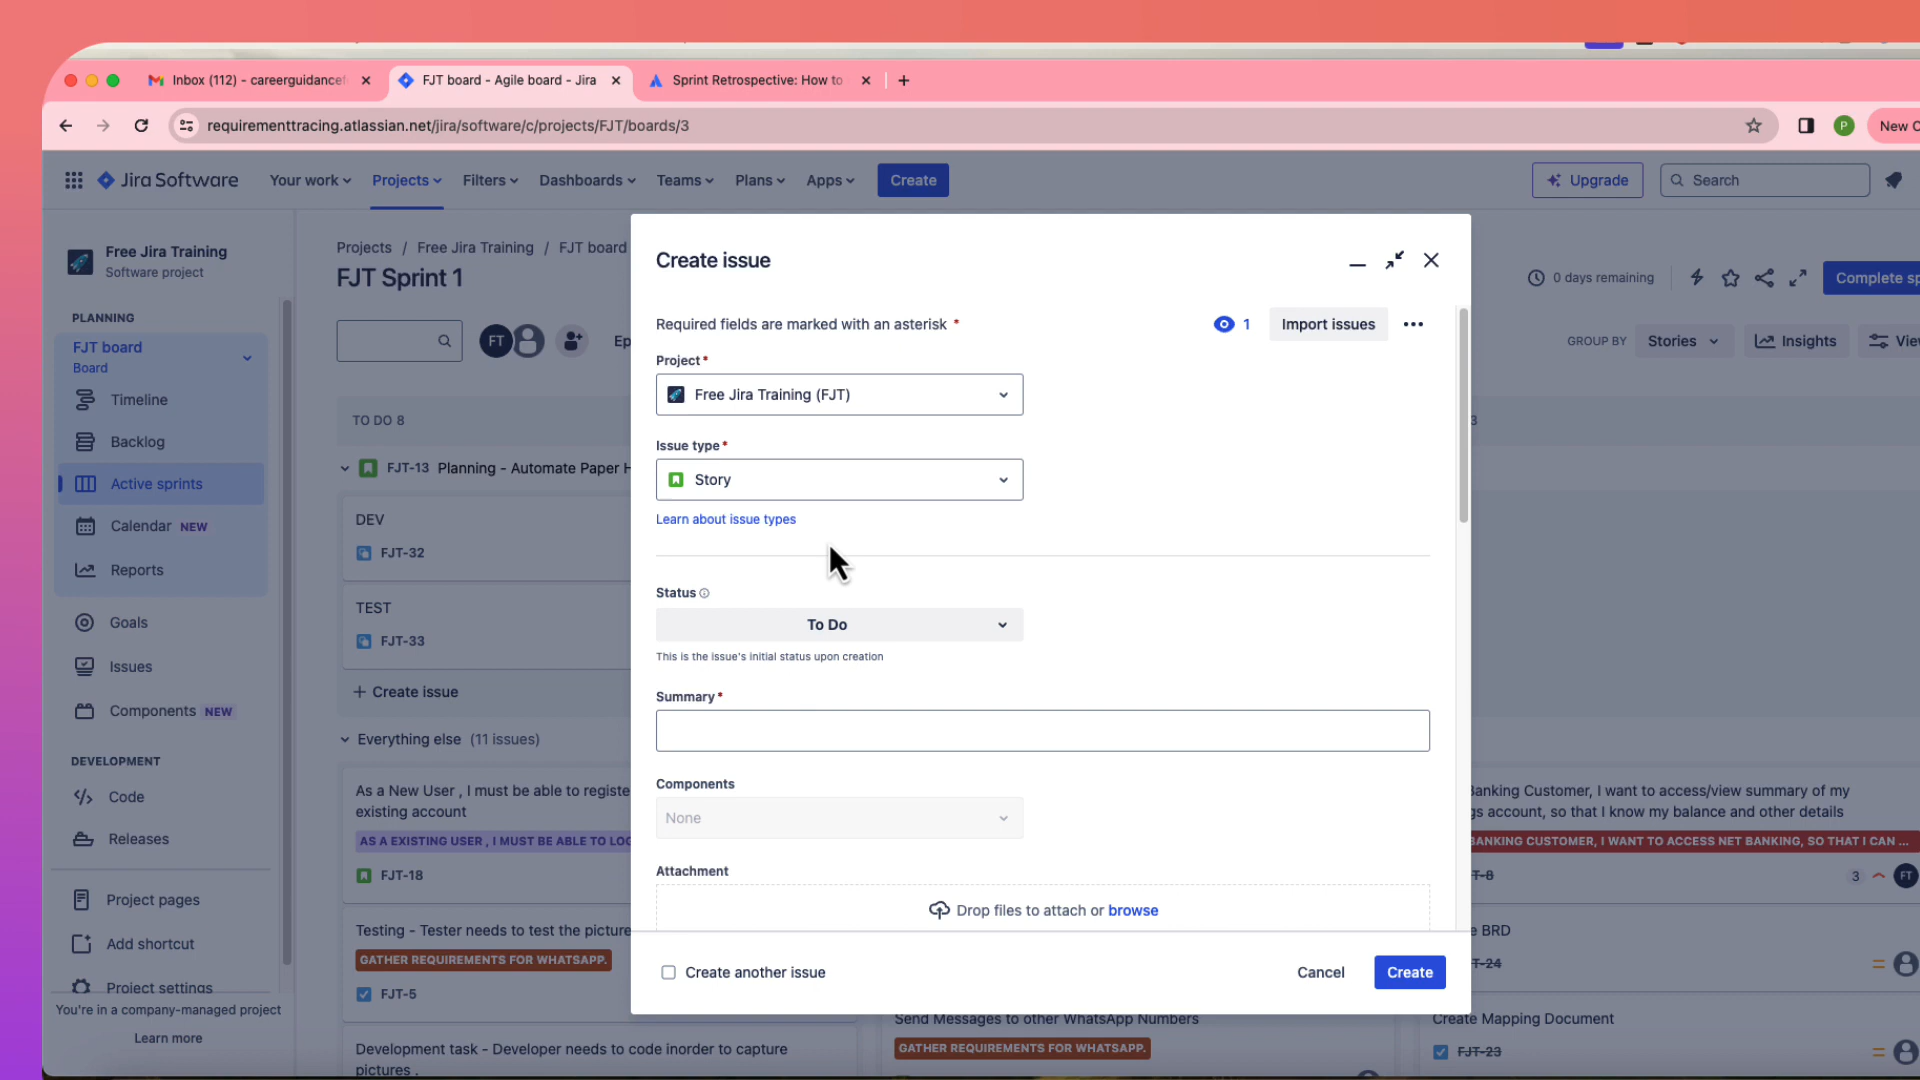 Inbox (112) - careerguidancef
FJT board - Agile board - Jira
Sprint Retrospective: How to
requirementtracing.atlassian.net/jira/software/c/projects/FJT/boards/3
P
New C
Jira Software
Your work
Projects
Filters
Dashboards
Teams
Plans
Apps
Create
Upgrade
Search
Free Jira Training
Software project
PLANNING
FJT board
Board
Timeline
Backlog
Active sprints
Calendar NEW
Reports
Goals
Issues
Components NEW
DEVELOPMENT
Code
Releases
Project pages
Add shortcut
Project settings
You're in a company-managed project
Learn more
Projects / Free Jira Training / FJT board
FJT Sprint 1
0 days remaining
Complete sp
FT
Ep
GROUP BY
Stories
Insights
View
TO DO 8
3
FJT-13 Planning - Automate Paper H
DEV
FJT-32
TEST
FJT-33
+ Create issue
Everything else (11 issues)
As a New User , I must be able to registe
existing account
AS A EXISTING USER , I MUST BE ABLE TO LOG
FJT-18
Testing - Tester needs to test the picture
GATHER REQUIREMENTS FOR WHATSAPP.
FJT-5
Development task - Developer needs to code inorder to capture
pictures .
Create issue
Required fields are marked with an asterisk *
1
Import issues
Project*
Free Jira Training (FJT)
Issue type*
Story
Learn about issue types
Status
To Do
This is the issue's initial status upon creation
Summary*
Components
None
Attachment
Drop files to attach or browse
Create another issue
Cancel
Create
Send Messages to other WhatsApp Numbers
GATHER REQUIREMENTS FOR WHATSAPP.
Banking Customer, I want to access/view summary of my
gs account, so that I know my balance and other details
BANKING CUSTOMER, I WANT TO ACCESS NET BANKING, SO THAT I CAN ...
T-8
3
FT
e BRD
T-24
Create Mapping Document
FJT-23